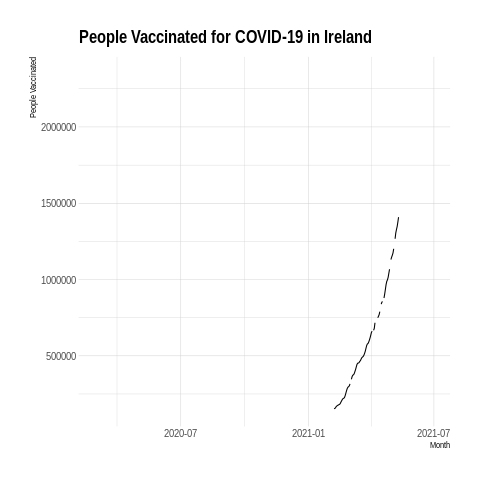 People Vaccinated for COVID-19 in Ireland
People Vaccinated
2000000
1500000
1000000
500000
2020-07 2021-01 2021-07
Month